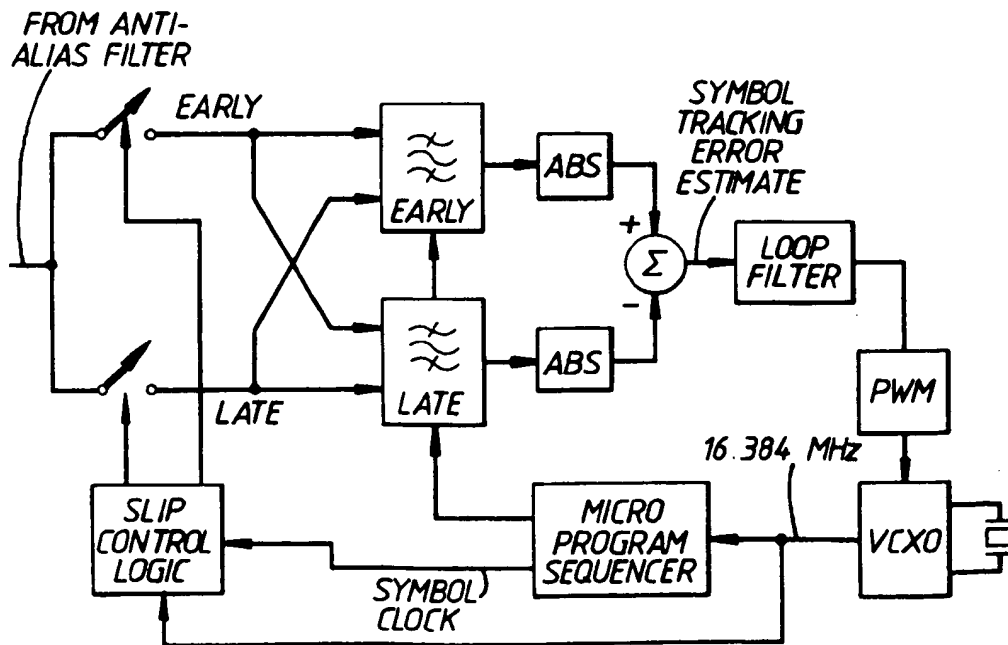 FROM ANTI-
ALIAS FILTER
EARLY
EARLY
ABS
SYMBOL
TRACKING
ERROR
ESTIMATE
+
Σ
-
LOOP
FILTER
LATE
LATE
ABS
PWM
16.384 MHz
SLIP
CONTROL
LOGIC
SYMBOL
CLOCK
MICRO
PROGRAM
SEQUENCER
VCXO